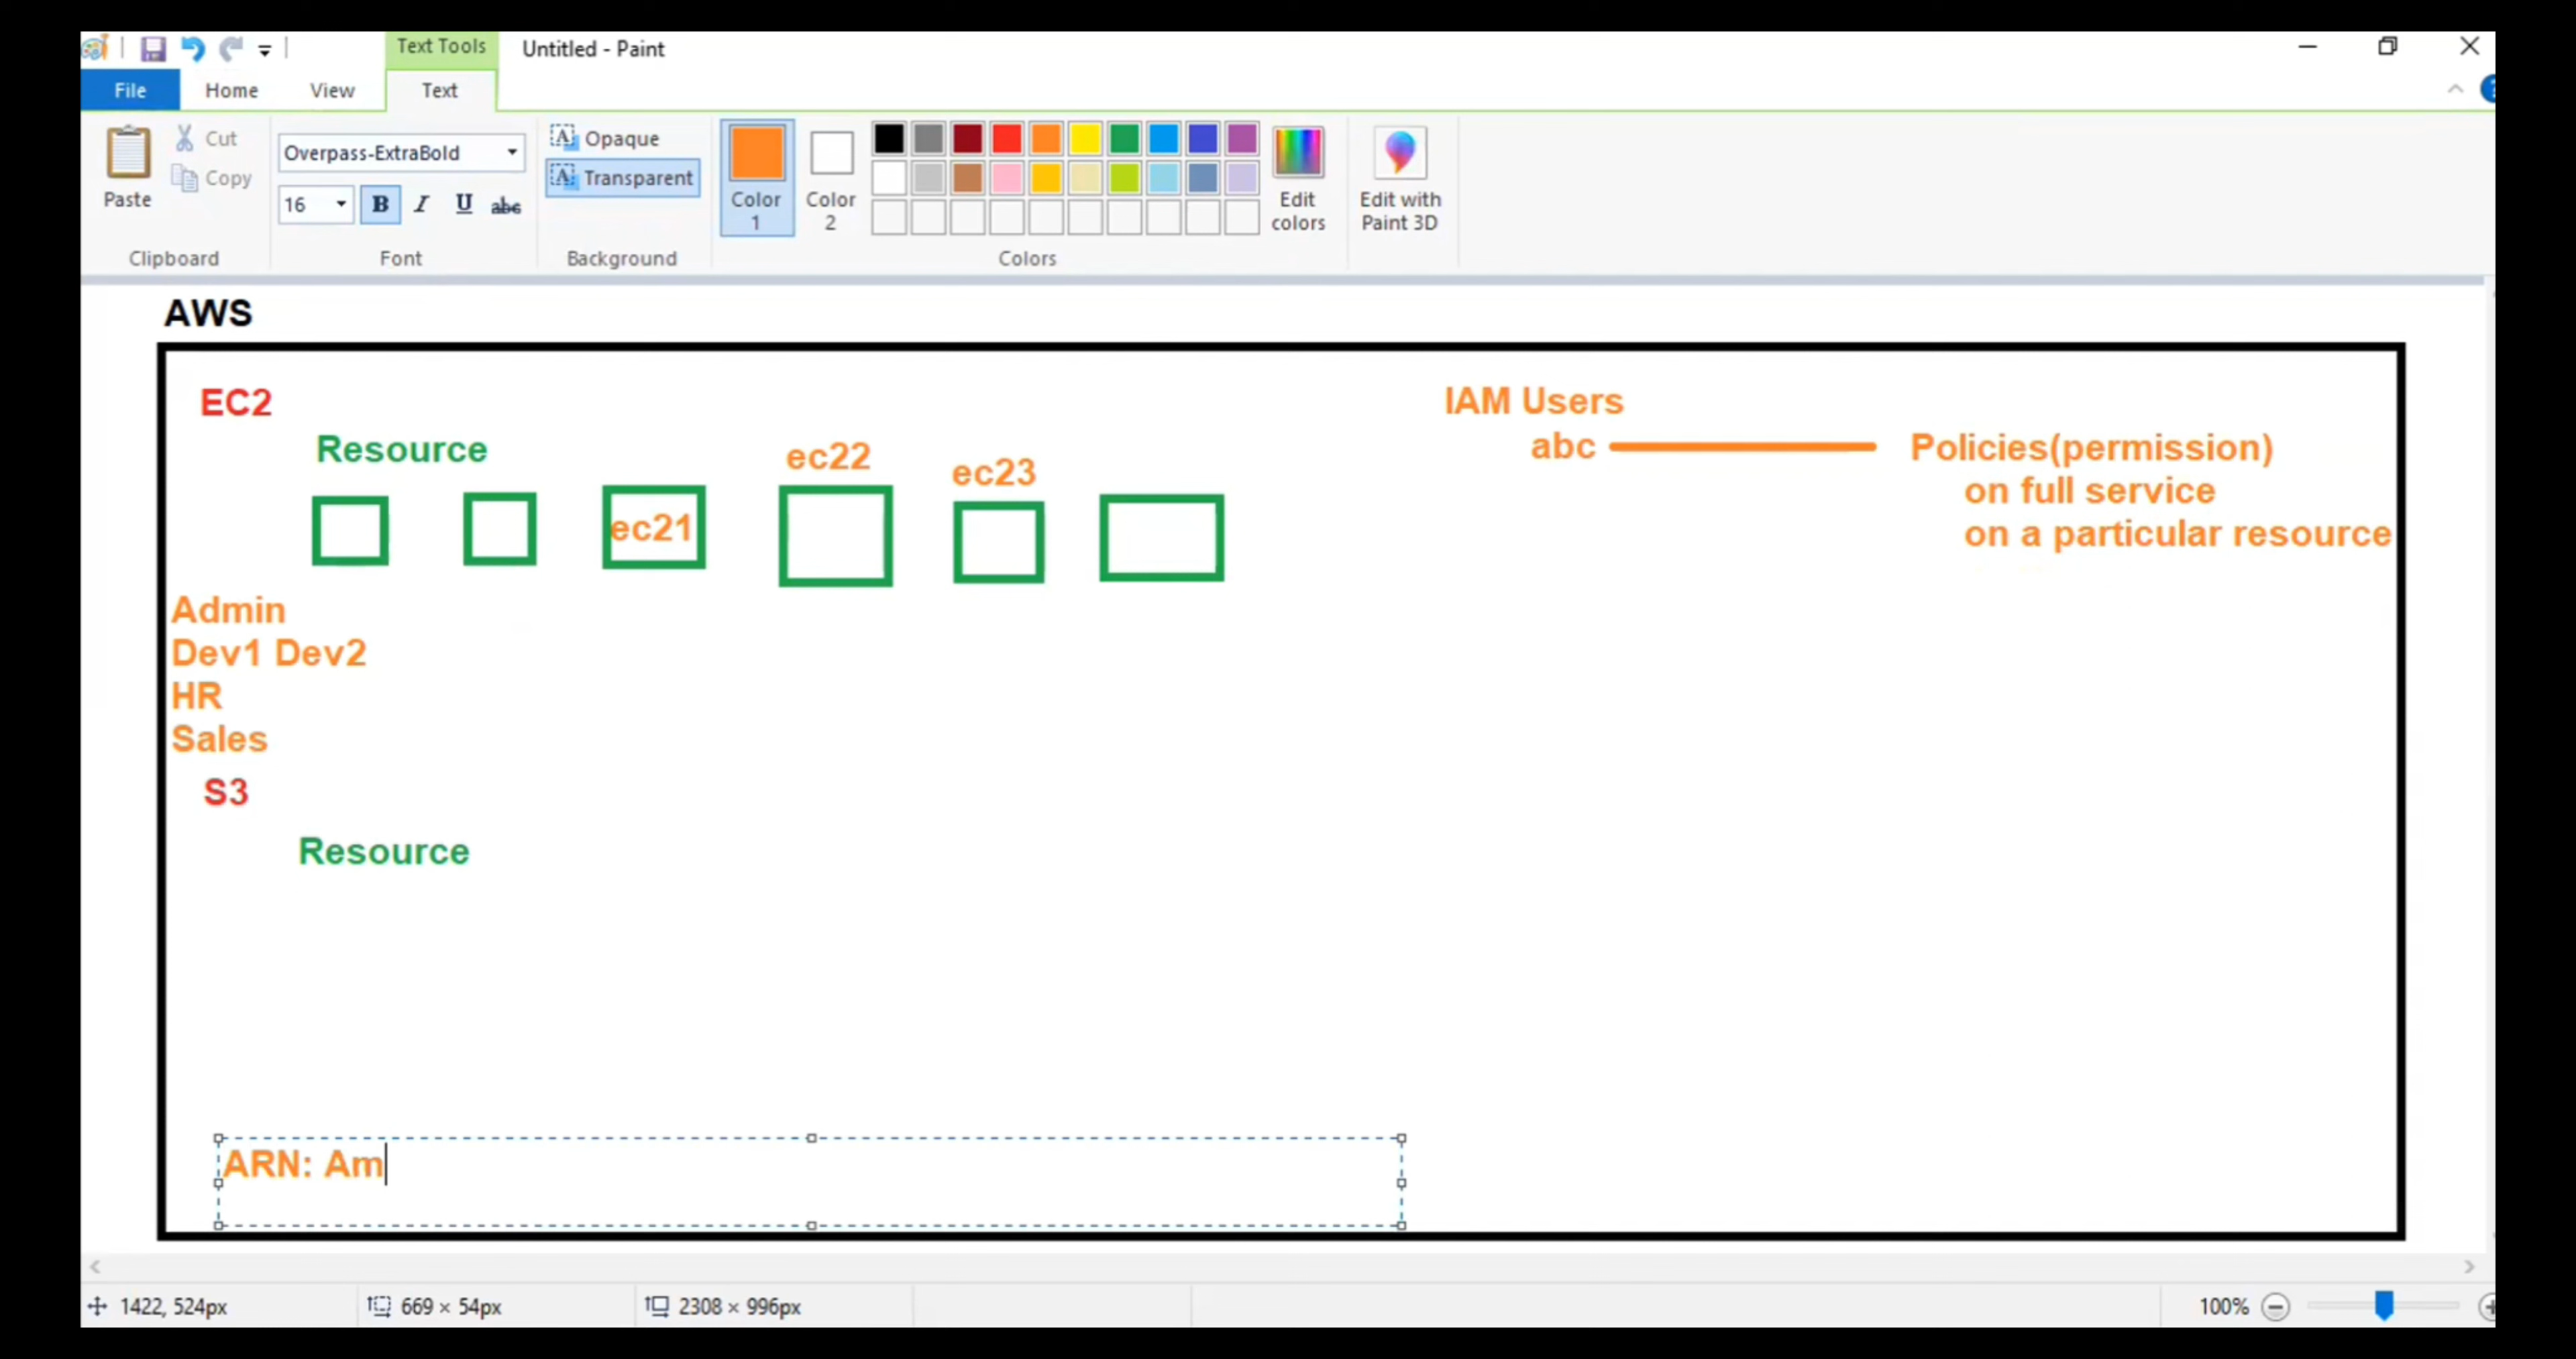 Text Tools
Untitled - Paint
File
Home
View
Text
Paste
Cut
Copy
Clipboard
Overpass-ExtraBold
16
B I U abc
Font
Opaque
Transparent
Background
Color 1
Color 2
Edit colors
Colors
Edit with Paint 3D
AWS
EC2
Resource
ec21
ec22
ec23
IAM Users
abc
Policies(permission)
on full service
on a particular resource
Admin
Dev1 Dev2
HR
Sales
S3
Resource
ARN: Am
1422, 524px
669 × 54px
2308 × 996px
100%